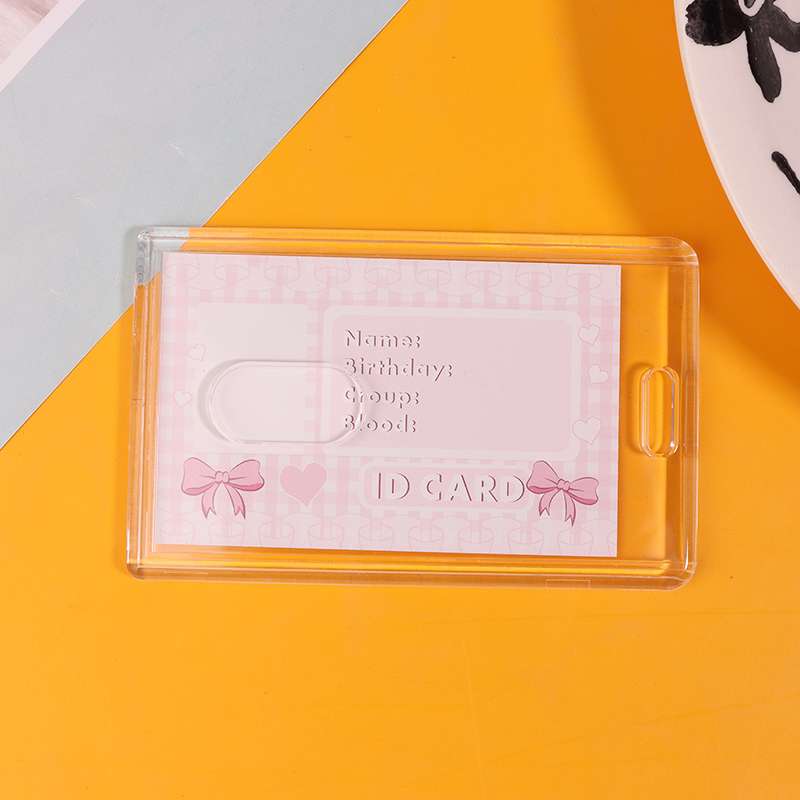 Name:
Birthday:
Group:
Blood:
ID CARD